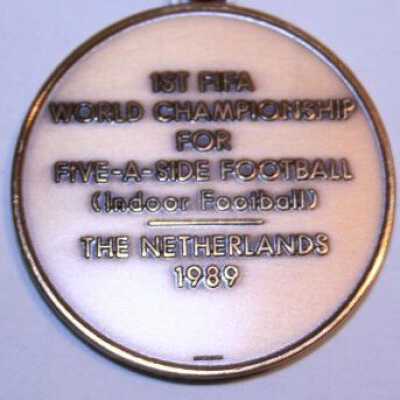 1ST FIFA
WORLD CHAMPIONSHIP
FOR
FIVE-A-SIDE FOOTBALL
(Indoor Football)
THE NETHERLANDS
1989